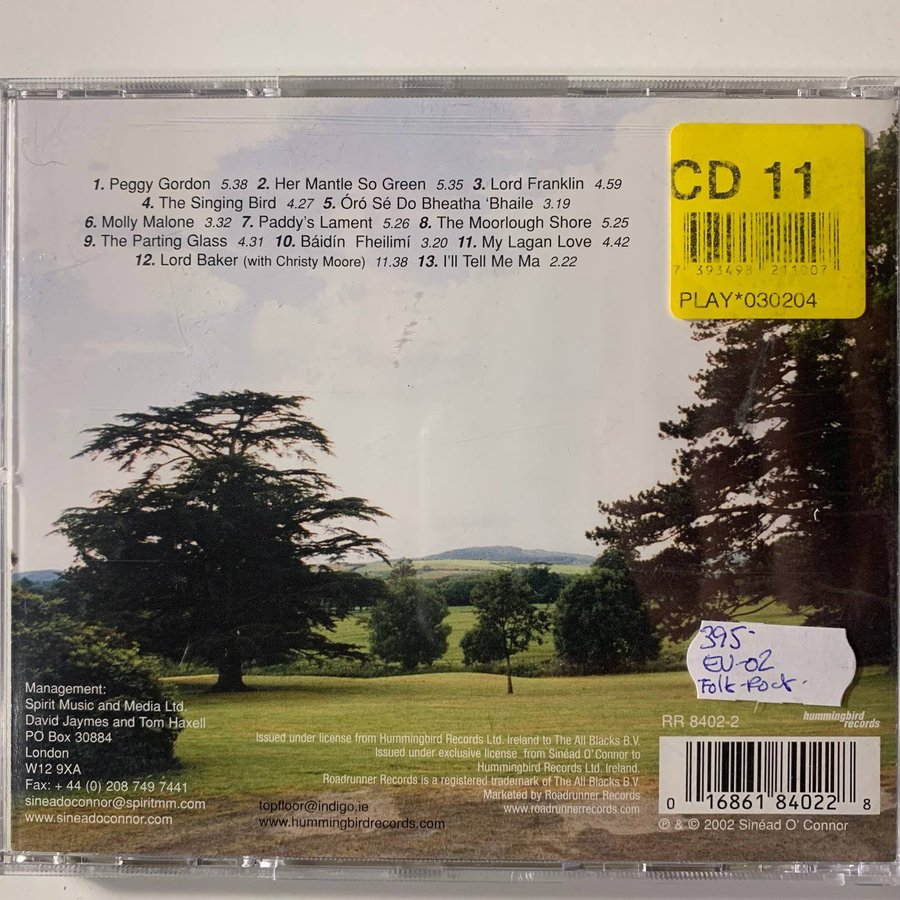 1. Peggy Gordon 5.38 2. Her Mantle So Green 5.35 3. Lord Franklin 4.59
4. The Singing Bird 4.27 5. Óró Sé Do Bheatha ‘Bhaile 3.19
6. Molly Malone 3.32 7. Paddy's Lament 5.26 8. The Moorlough Shore 5.25
9. The Parting Glass 4.31 10. Báidín Fheilimí 3.20 11. My Lagan Love 4.42
12. Lord Baker (with Christy Moore) 11.38 13. I'll Tell Me Ma 2.22
CD 11
7 393498 211007
PLAY*030204
395-
EU-02
Folk-Rock-
Management:
Spirit Music and Media Ltd.
David Jaymes and Tom Haxell
PO Box 30884
London
W12 9XA
Fax: + 44 (0) 208 749 7441
sineadoconnor@spiritmm.com
www.sineadoconnor.com
topfloor@indigo.ie
www.hummingbirdrecords.com
Issued under license from Hummingbird Records Ltd. Ireland to The All Blacks B.V.
Issued under exclusive license from Sinéad O' Connor to
Hummingbird Records Ltd. Ireland.
Roadrunner Records is a registered trademark of The All Blacks B.V.
Marketed by Roadrunner Records
www.roadrunnerrecords.com
RR 8402-2
hummingbird
records
0 16861 84022 8
℗ & © 2002 Sinéad O' Connor